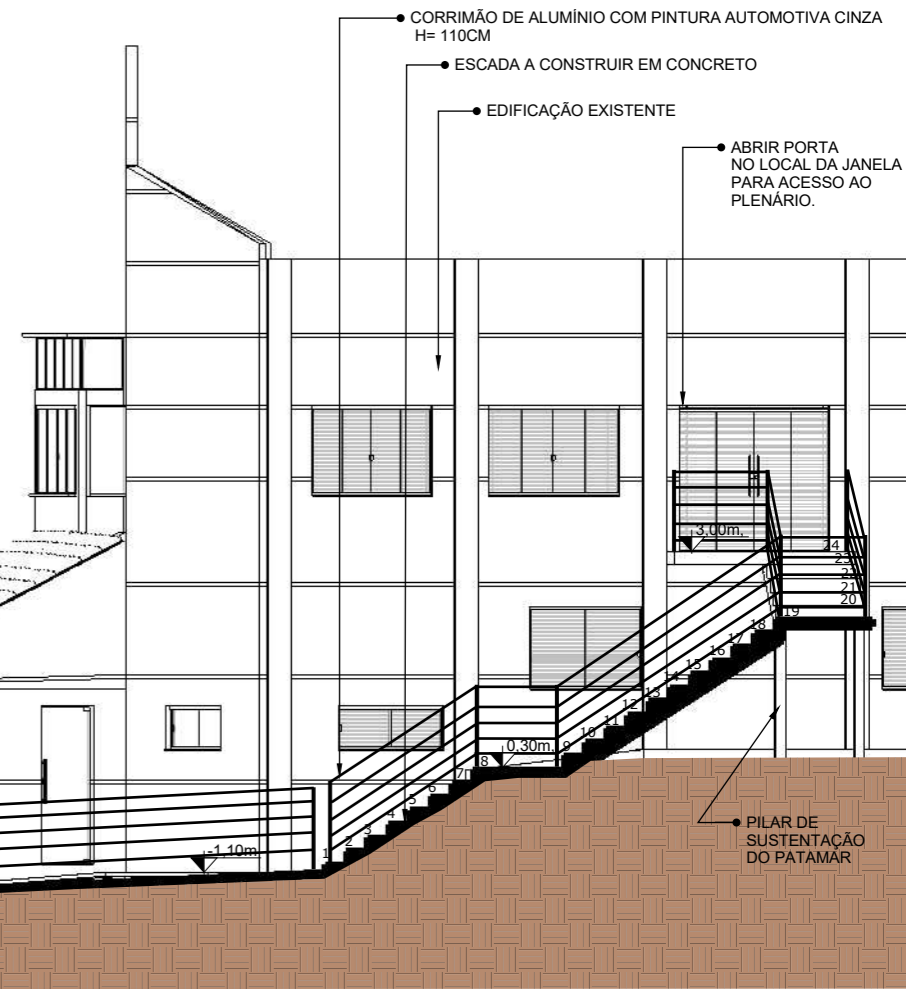 CORRIMÃO DE ALUMÍNIO COM PINTURA AUTOMOTIVA CINZA
H= 110CM
ESCADA A CONSTRUIR EM CONCRETO
EDIFICAÇÃO EXISTENTE
ABRIR PORTA
NO LOCAL DA JANELA
PARA ACESSO AO
PLENÁRIO.
3,00m,
24
23
22
21
20
19
18
17
16
15
14
13
12
11
10
9
0,30m,
8
7
6
5
4
3
2
1
-1,10m
PILAR DE
SUSTENTAÇÃO
DO PATAMAR